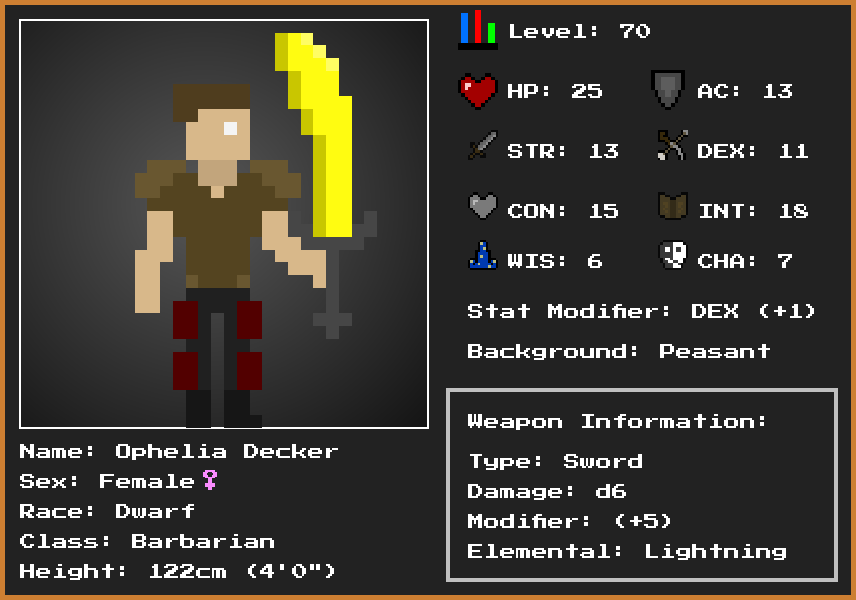 Level: 70
HP: 25
AC: 13
STR: 13
DEX: 11
CON: 15
INT: 18
WIS: 6
CHA: 7
Stat Modifier: DEX (+1)
Background: Peasant
Weapon Information:
Type: Sword
Damage: d6
Modifier: (+5)
Elemental: Lightning
Name: Ophelia Decker
Sex: Female♀
Race: Dwarf
Class: Barbarian
Height: 122cm (4'0")